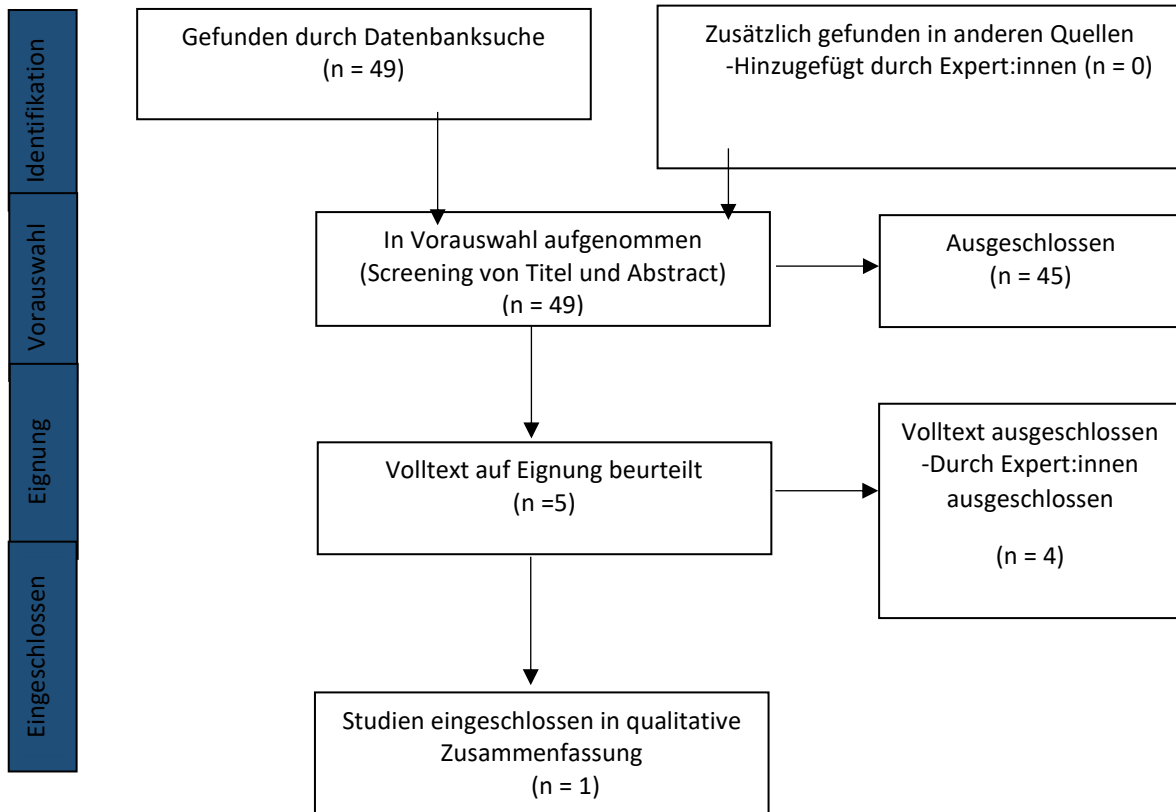 Identifikation
Gefunden durch Datenbanksuche
(n = 49)
Zusätzlich gefunden in anderen Quellen
-Hinzugefügt durch Expert:innen (n = 0)
Vorauswahl
In Vorauswahl aufgenommen
(Screening von Titel und Abstract)
(n = 49)
Ausgeschlossen
(n = 45)
Eignung
Volltext auf Eignung beurteilt
(n =5)
Volltext ausgeschlossen
-Durch Expert:innen
ausgeschlossen
(n = 4)
Eingeschlossen
Studien eingeschlossen in qualitative
Zusammenfassung
(n = 1)